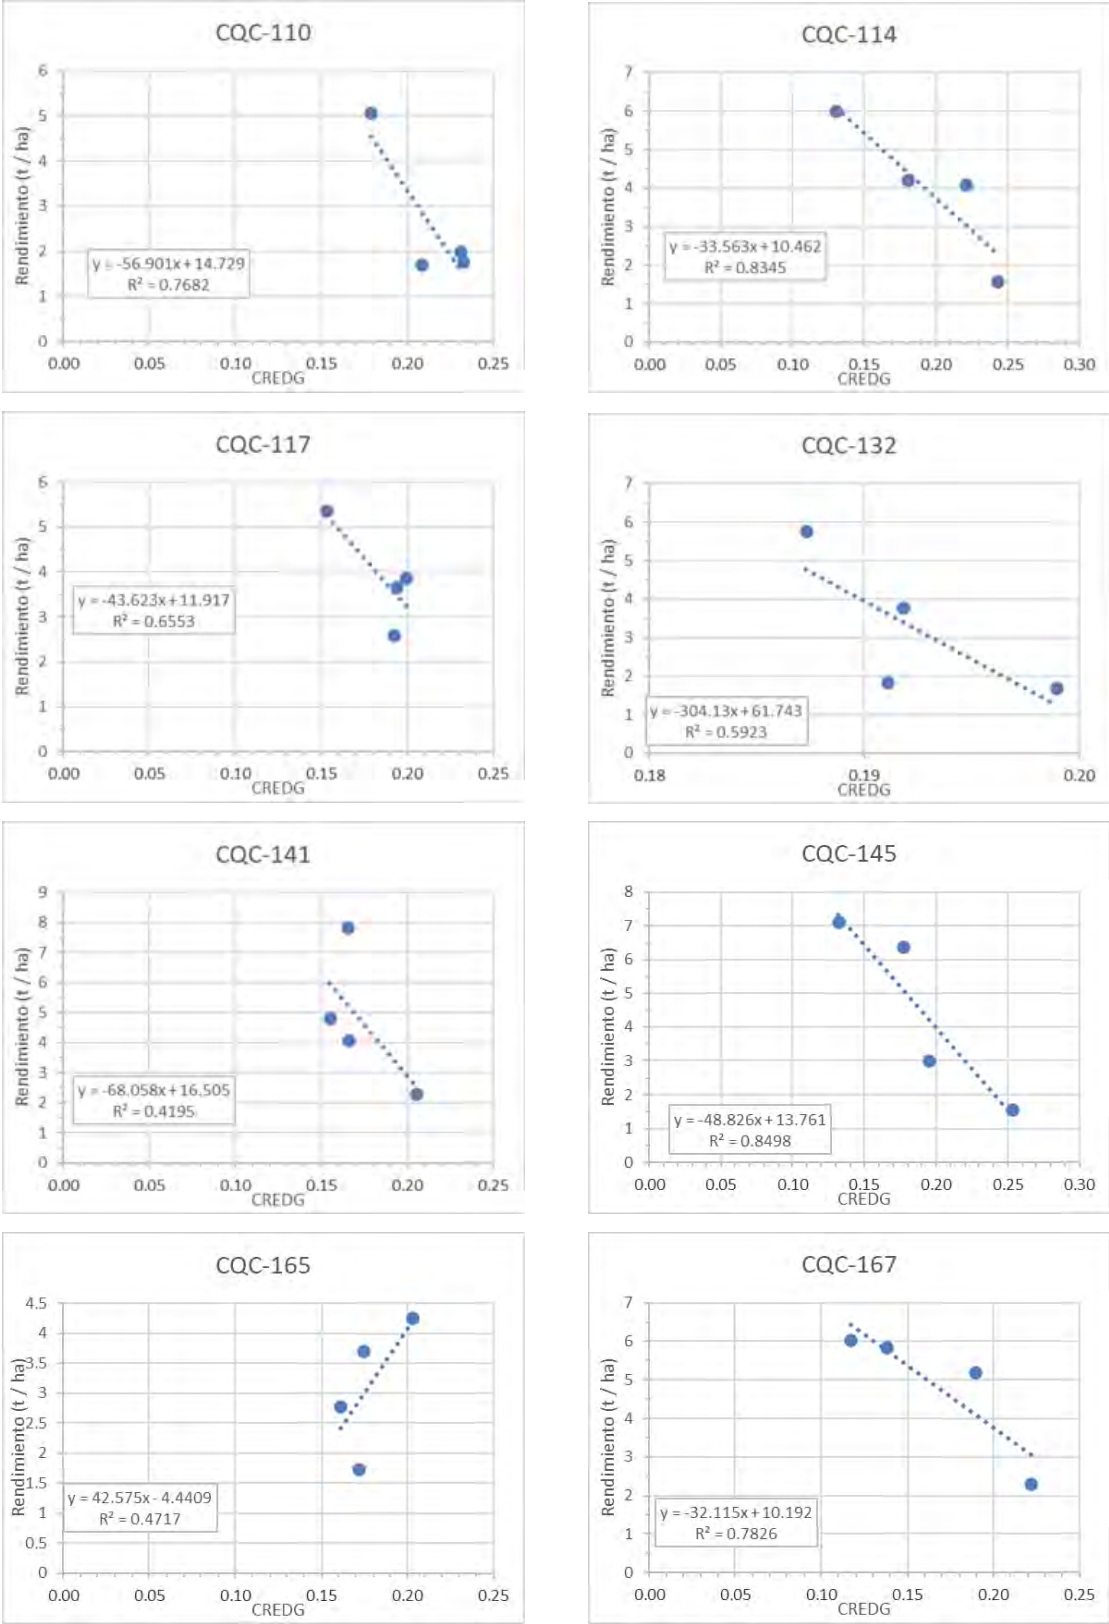 CQC-110
6
5
4
3
2
1
0
Rendimiento (t / ha)
y = -56.901x + 14.729
R² = 0.7682
0.00 0.05 0.10 0.15 0.20 0.25
CREDG
CQC-114
7
6
5
4
3
2
1
0
Rendimiento (t / ha)
y = -33.563x + 10.462
R² = 0.8345
0.00 0.05 0.10 0.15 0.20 0.25 0.30
CREDG
CQC-117
6
5
4
3
2
1
0
Rendimiento (t / ha)
y = -43.623x + 11.917
R² = 0.6553
0.00 0.05 0.10 0.15 0.20 0.25
CREDG
CQC-132
7
6
5
4
3
2
1
0
Rendimiento (t / ha)
y = -304.13x + 61.743
R² = 0.5923
0.18 0.19 0.20
CREDG
CQC-141
9
8
7
6
5
4
3
2
1
0
Rendimiento (t / ha)
y = -68.058x + 16.505
R² = 0.4195
0.00 0.05 0.10 0.15 0.20 0.25
CREDG
CQC-145
8
7
6
5
4
3
2
1
0
Rendimiento (t / ha)
y = -48.826x + 13.761
R² = 0.8498
0.00 0.05 0.10 0.15 0.20 0.25 0.30
CREDG
CQC-165
4.5
4
3.5
3
2.5
2
1.5
1
0.5
0
Rendimiento (t / ha)
y = 42.575x - 4.4409
R² = 0.4717
0.00 0.05 0.10 0.15 0.20 0.25
CREDG
CQC-167
7
6
5
4
3
2
1
0
Rendimiento (t / ha)
y = -32.115x + 10.192
R² = 0.7826
0.00 0.05 0.10 0.15 0.20 0.25
CREDG